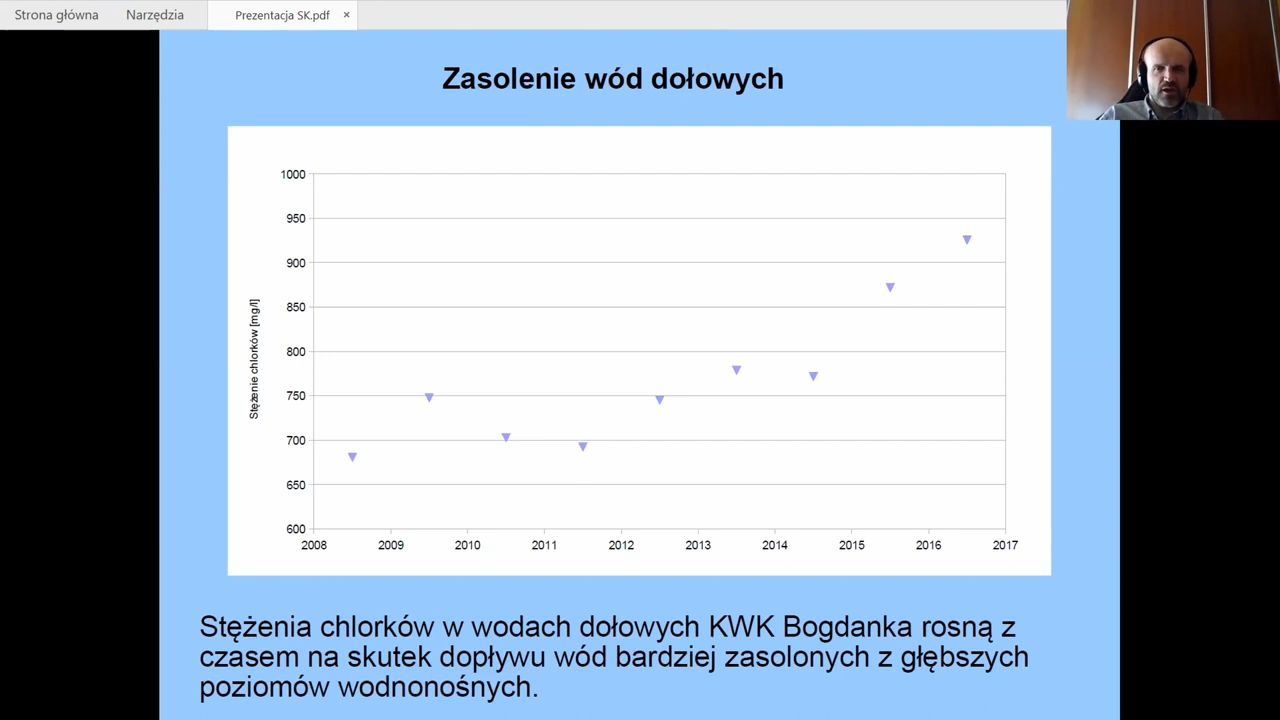 Strona główna Narzędzia Prezentacja SK.pdf ×
Zasolenie wód dołowych
1000
950
900
850
800
750
700
650
600
Stężenie chlorków [mg/l]
2008 2009 2010 2011 2012 2013 2014 2015 2016 2017
Stężenia chlorków w wodach dołowych KWK Bogdanka rosną z
czasem na skutek dopływu wód bardziej zasolonych z głębszych
poziomów wodnonośnych.